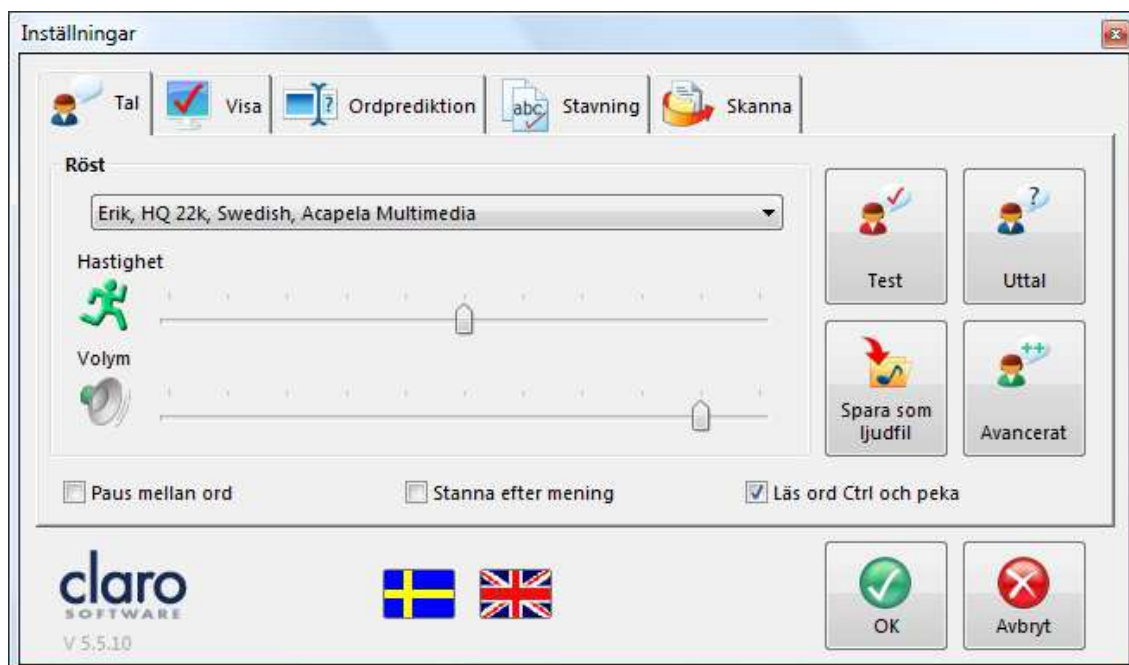 Inställningar
Tal
Visa
Ordprediktion
abc
Stavning
Skanna
Röst
Erik, HQ 22k, Swedish, Acapela Multimedia
Hastighet
Volym
Test
Uttal
Spara som
ljudfil
Avancerat
Paus mellan ord
Stanna efter mening
Läs ord Ctrl och peka
claro
SOFTWARE
V 5.5.10
OK
Avbryt